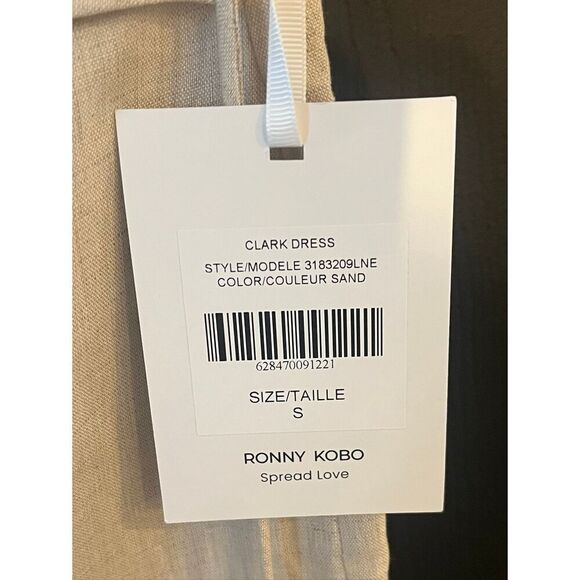 CLARK DRESS
STYLE/MODELE 3183209LNE
COLOR/COULEUR SAND
628470091221
SIZE/TAILLE
S
RONNY KOBO
Spread Love